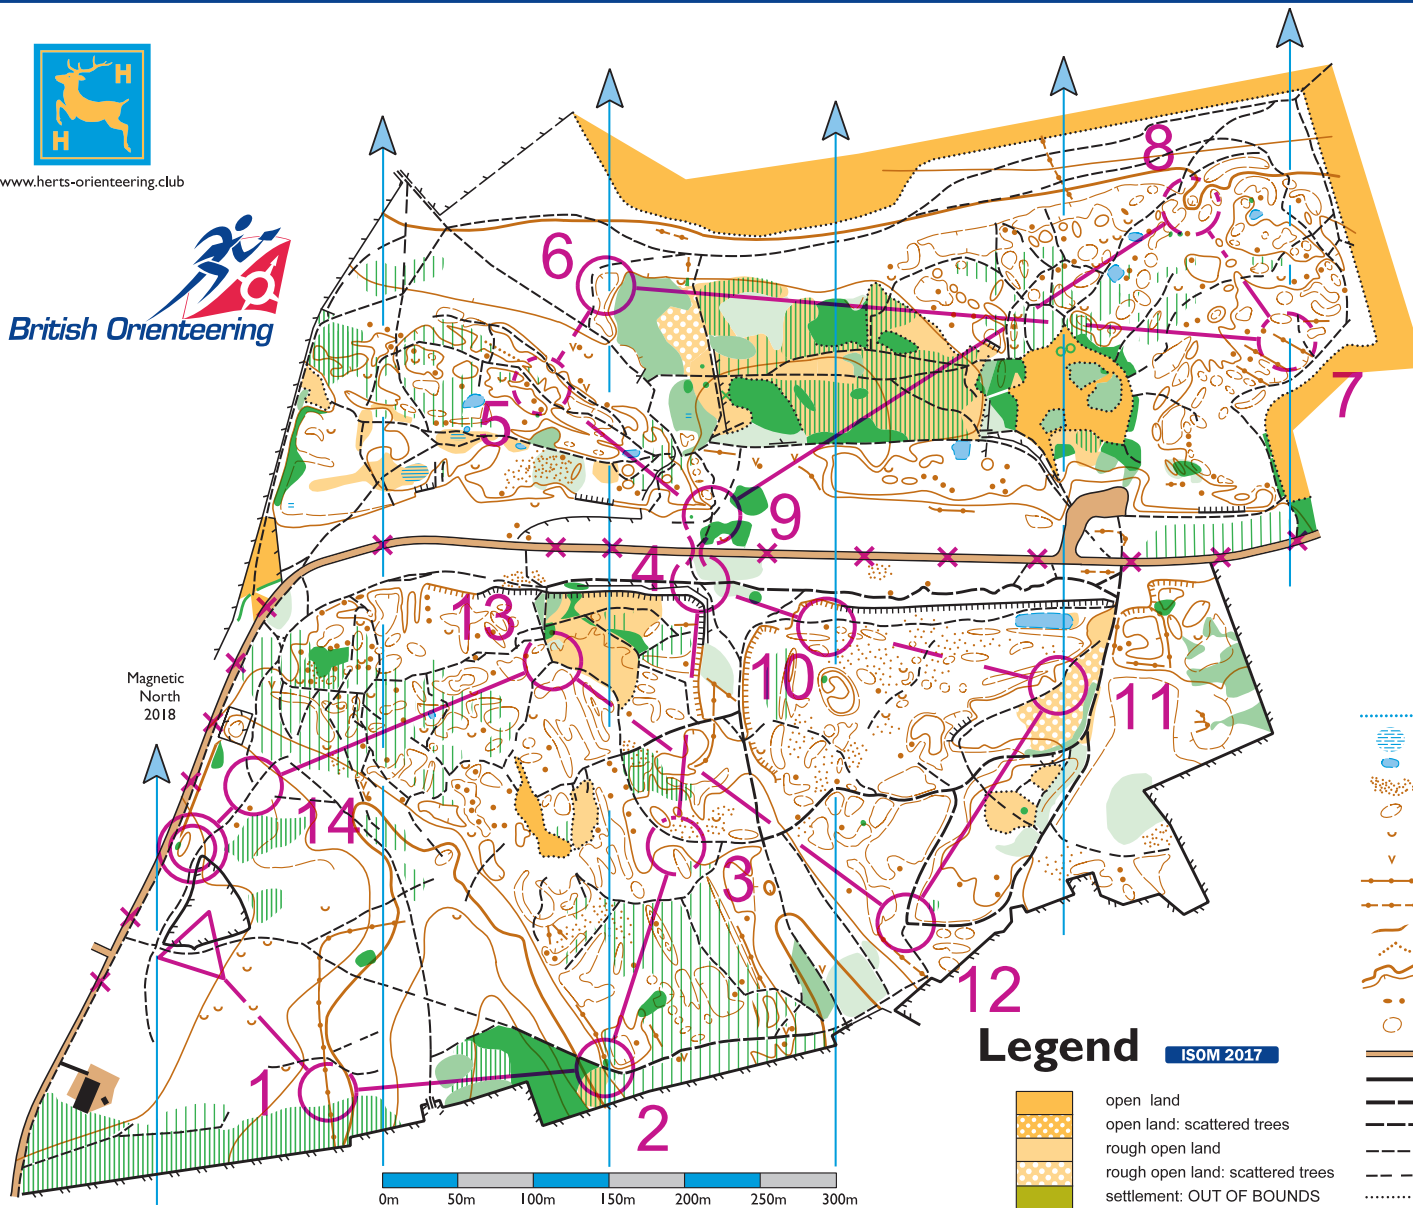 H
H
www.herts-orienteering.club
British Orienteering
8
6
7
5
9
4
13
10
11
Magnetic
North
2018
14
3
12
1
2
Legend
ISOM 2017
open land
open land: scattered trees
rough open land
rough open land: scattered trees
settlement: OUT OF BOUNDS
0m 50m 100m 150m 200m 250m 300m